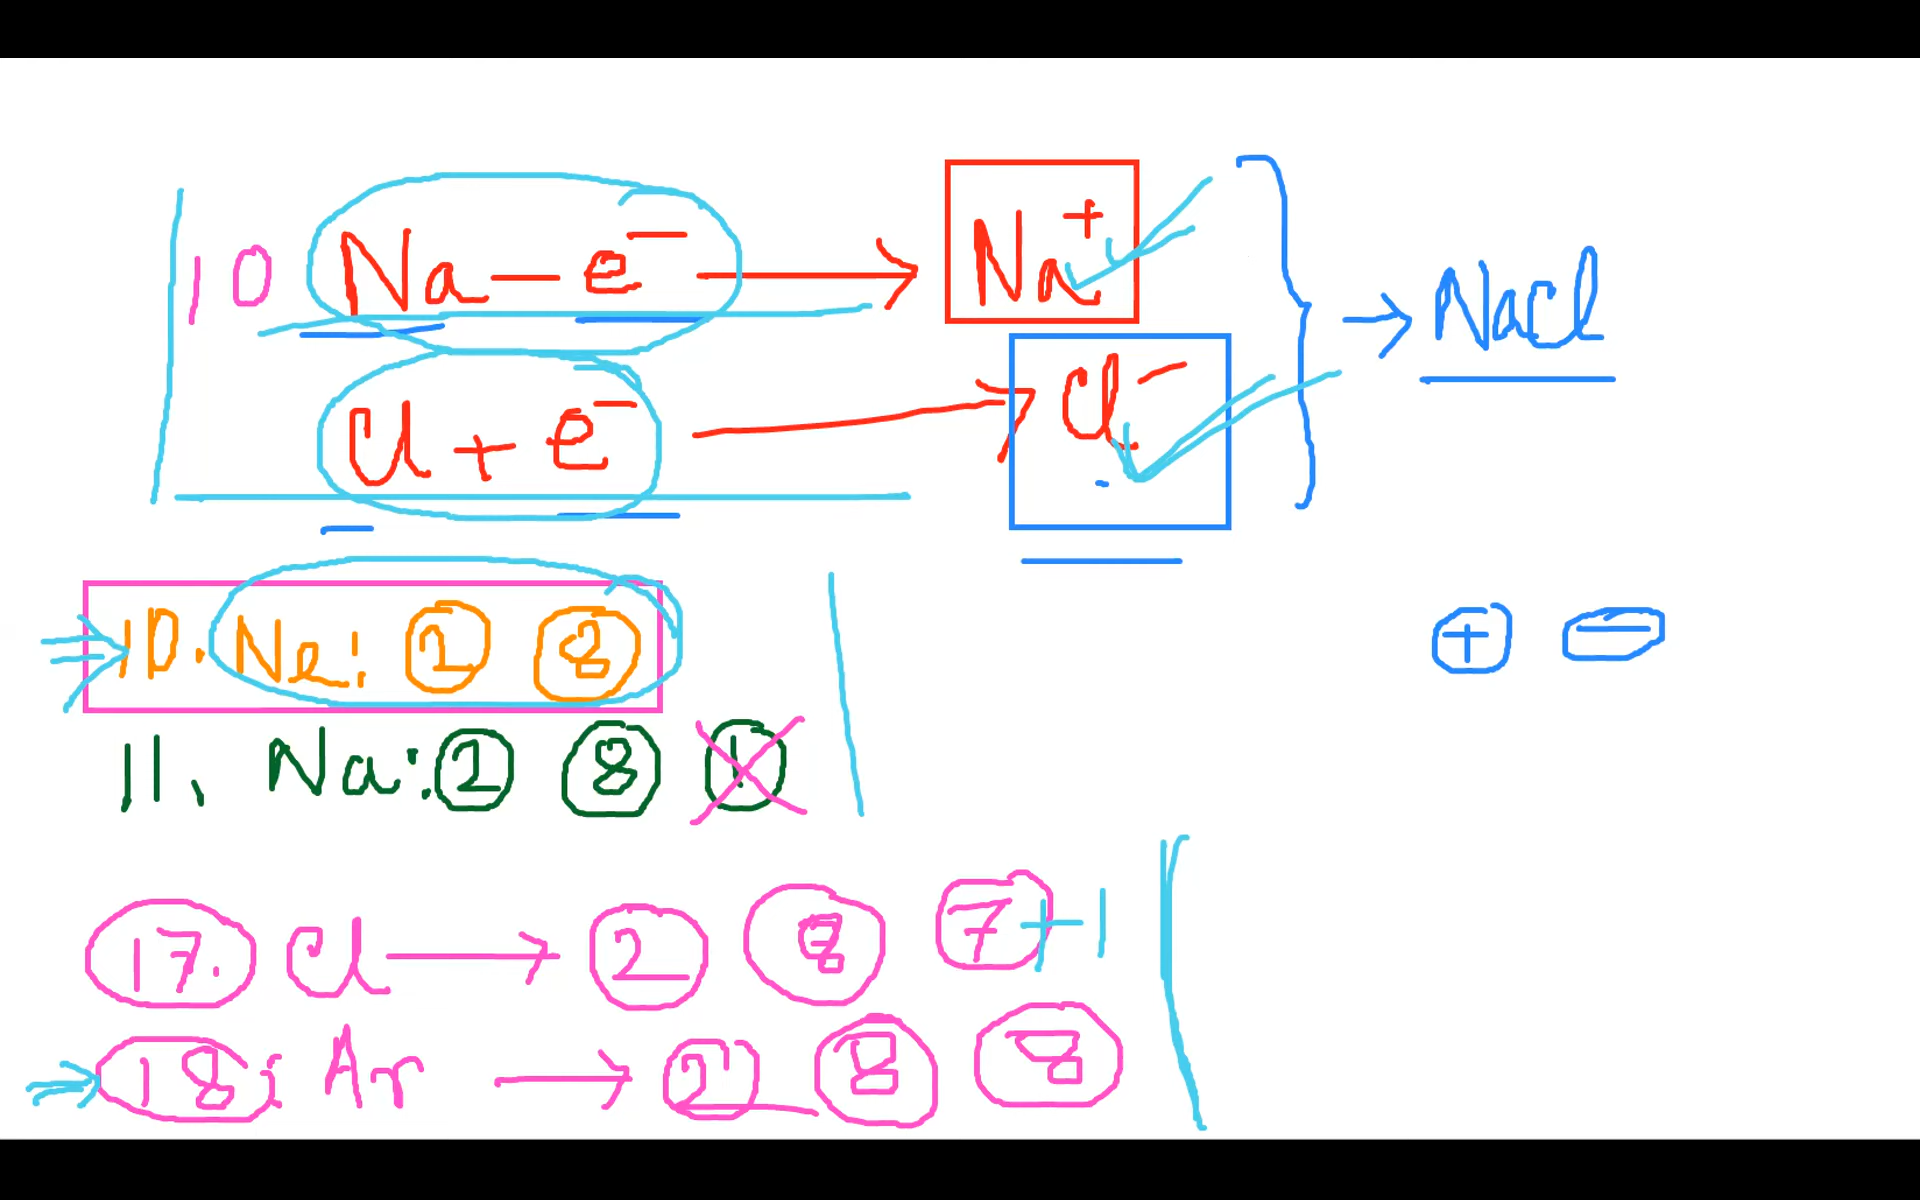 10 Na — e⁻ → Na⁺
Cl + e⁻ → Cl⁻
→ NaCl
+ −
10. Ne: 2 8
11. Na: 2 8 1
17. Cl → 2 8 7 + 1
18: Ar → 2 8 8